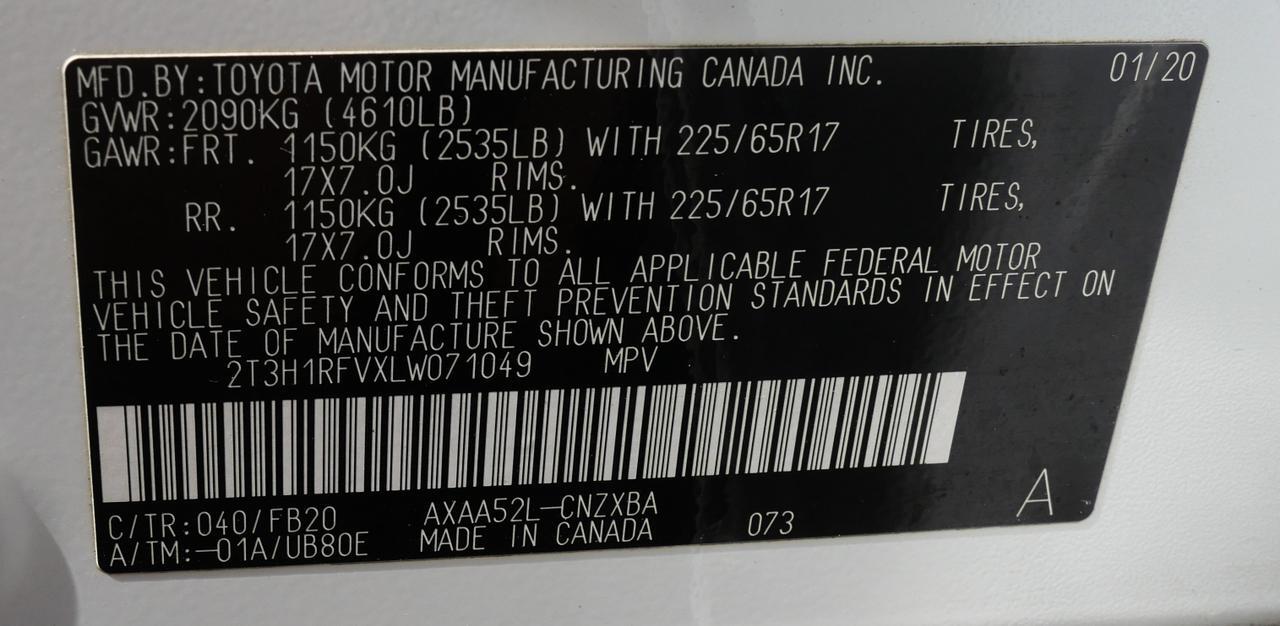 MFD.BY:TOYOTA MOTOR MANUFACTURING CANADA INC. 01/20
GVWR:2090KG (4610LB)
GAWR:FRT. 1150KG (2535LB) WITH 225/65R17 TIRES,
17X7.0J RIMS.
RR. 1150KG (2535LB) WITH 225/65R17 TIRES,
17X7.0J RIMS.
THIS VEHICLE CONFORMS TO ALL APPLICABLE FEDERAL MOTOR
VEHICLE SAFETY AND THEFT PREVENTION STANDARDS IN EFFECT ON
THE DATE OF MANUFACTURE SHOWN ABOVE.
2T3H1RFVXLW071049 MPV
C/TR:040/FB20 AXAA52L-CNZXBA 073 A
A/TM:-01A/UB80E MADE IN CANADA